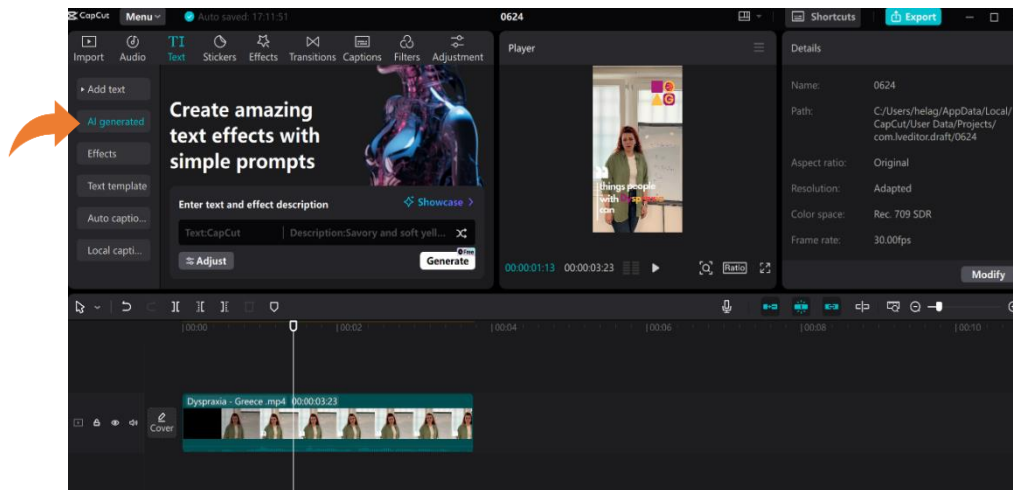 CapCut Menu Auto saved: 17:11:51 0624 Shortcuts Export
Import Audio Text Stickers Effects Transitions Captions Filters Adjustment
TI
Add text
AI generated
Effects
Text template
Auto captio...
Local capti...
Create amazing
text effects with
simple prompts
Enter text and effect description Showcase
Text:CapCut Description:Savory and soft yell...
Adjust
Free
Generate
Player
things people
with
can
00:00:01:13 00:00:03:23 Ratio
Details
Name: 0624
Path: C:/Users/helag/AppData/Local/
CapCut/User Data/Projects/
com.lveditor.draft/0624
Aspect ratio: Original
Resolution: Adapted
Color space: Rec. 709 SDR
Frame rate: 30.00fps
Modify
00:00 00:02 00:04 00:06 00:08 00:10
Dyspraxia - Greece .mp4 00:00:03:23
Cover